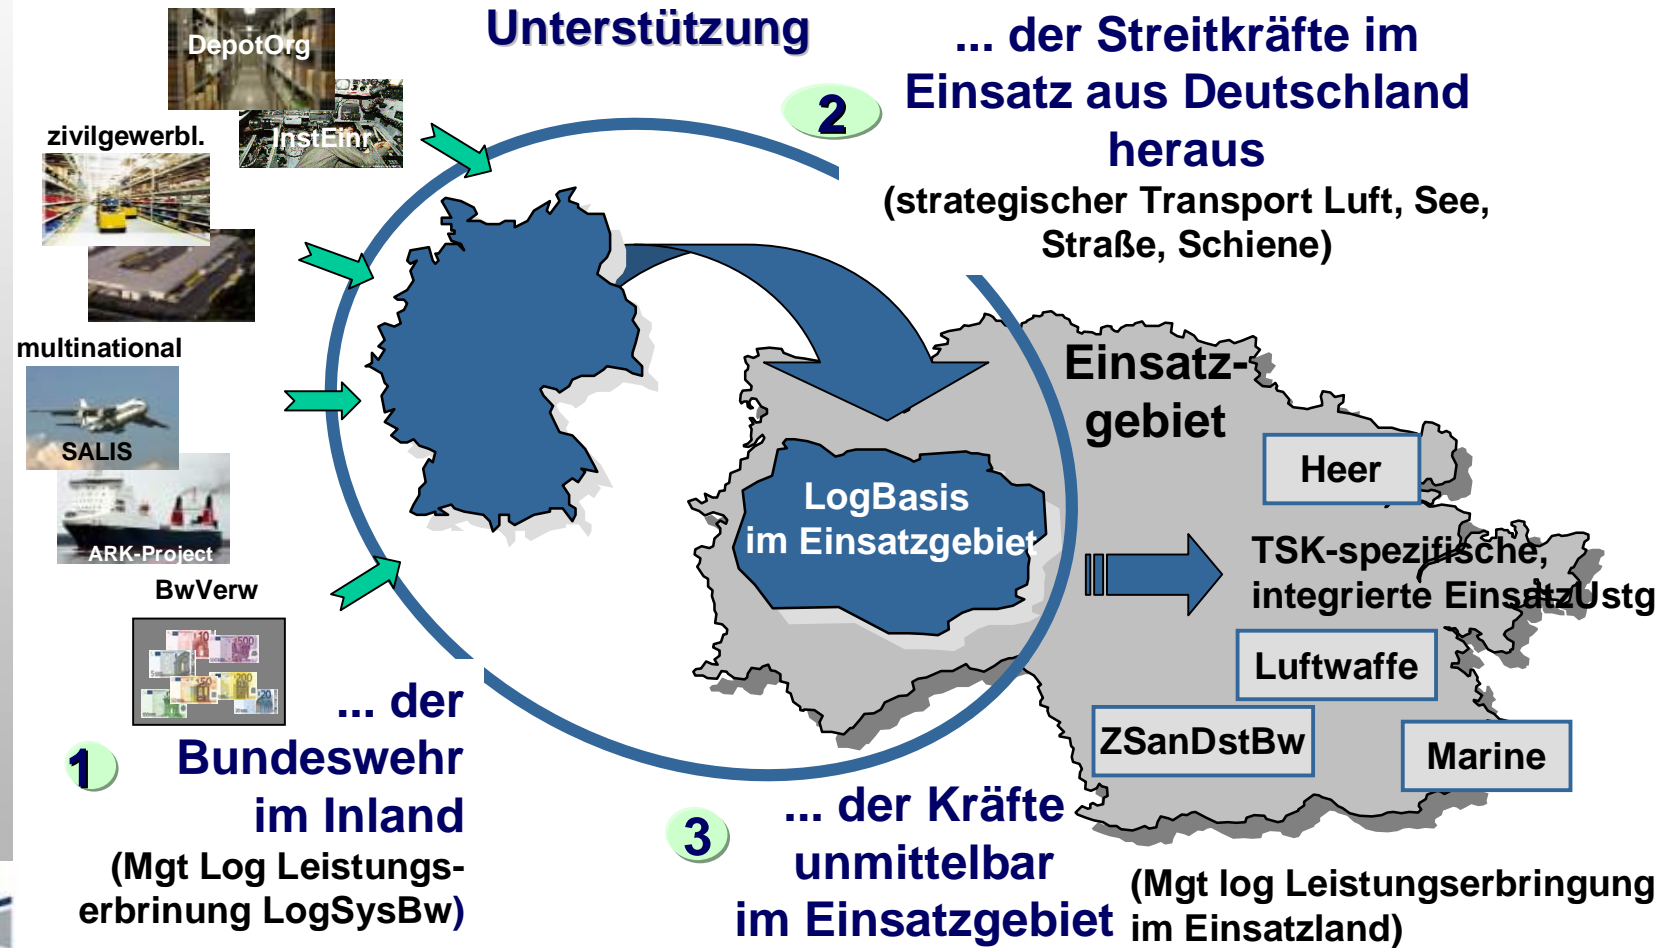 Unterstützung
DepotOrg
InstEinr
zivilgewerbl.
multinational
SALIS
ARK-Project
BwVerw
1
... der
Bundeswehr
im Inland
(Mgt Log Leistungs-
erbrinung LogSysBw)
2
... der Streitkräfte im
Einsatz aus Deutschland
heraus
(strategischer Transport Luft, See,
Straße, Schiene)
Einsatz-
gebiet
LogBasis
im Einsatzgebiet
Heer
TSK-spezifische,
integrierte EinsatzUstg
Luftwaffe
ZSanDstBw
Marine
3
... der Kräfte
unmittelbar
im Einsatzgebiet
(Mgt log Leistungserbringung
im Einsatzland)